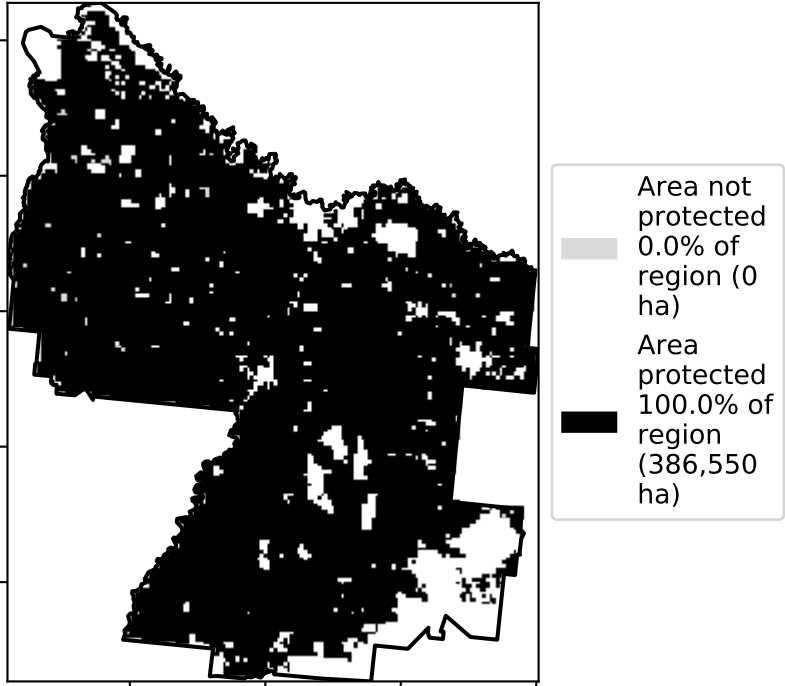 Area not
protected
0.0% of
region (0
ha)
Area
protected
100.0% of
region
(386,550
ha)